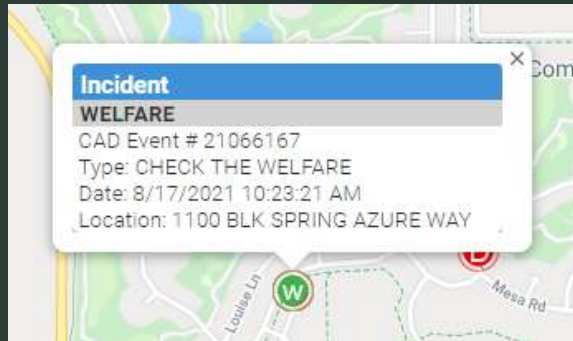 Incident
×
WELFARE
CAD Event # 21066167
Type: CHECK THE WELFARE
Date: 8/17/2021 10:23:21 AM
Location: 1100 BLK SPRING AZURE WAY
Com
D
W
Louise Ln
Mesa Rd